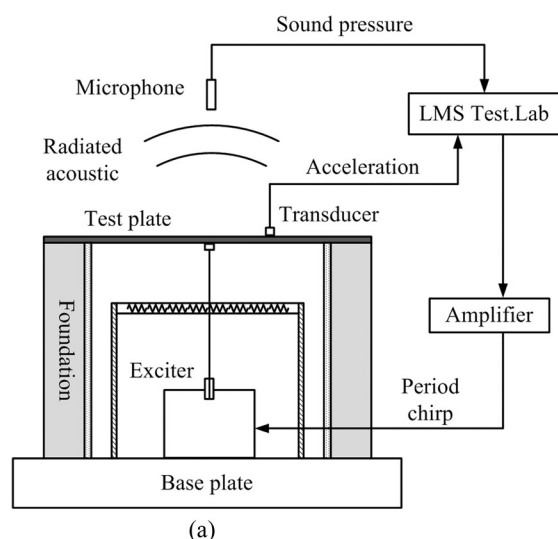 Sound pressure
Microphone
LMS Test.Lab
Radiated
acoustic
Acceleration
Test plate
Transducer
Foundation
Amplifier
Exciter
Period
chirp
Base plate
(a)